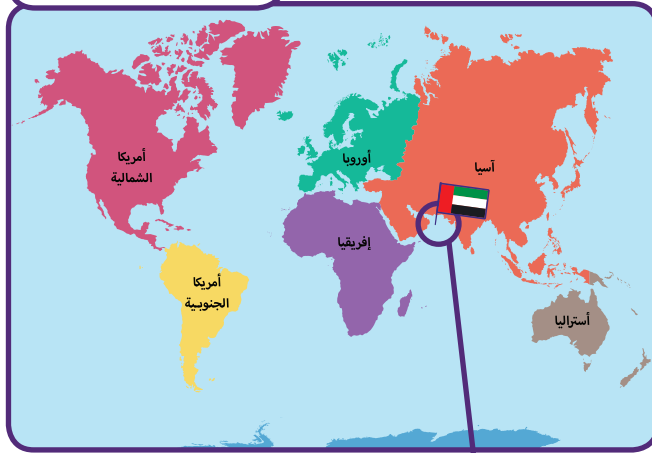 أمريكا
الشمالية
أوروبا
آسيا
إفريقيا
أمريكا
الجنوبية
أستراليا